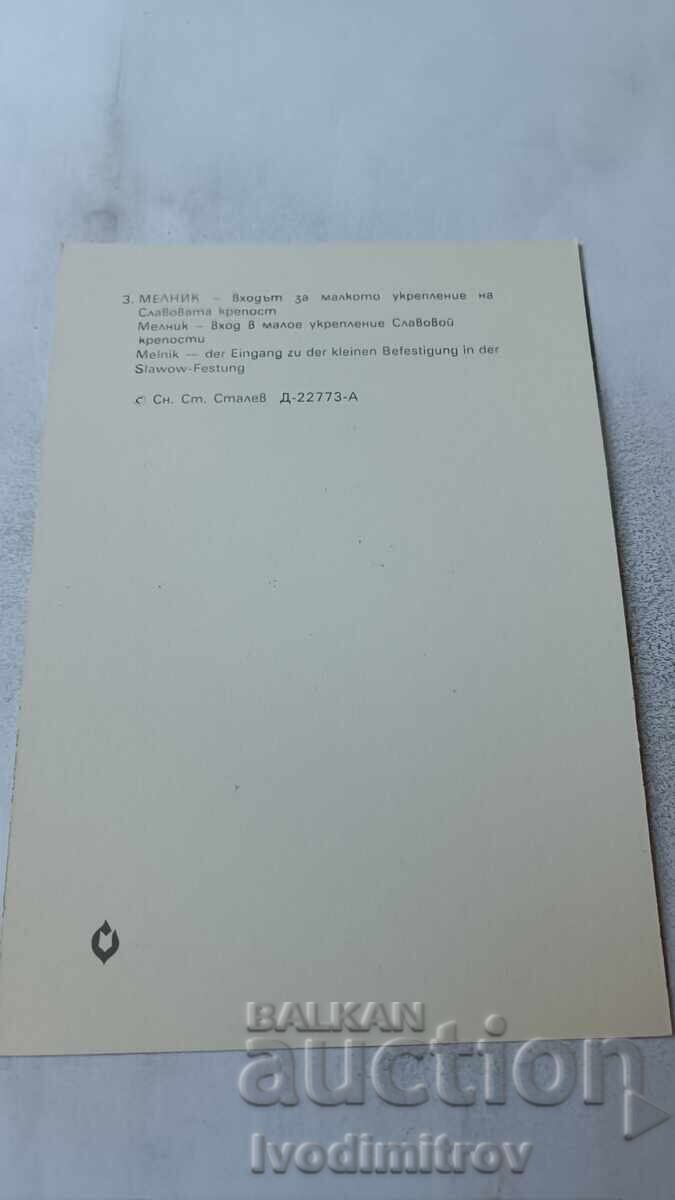 3. МЕЛНИК – входът за малкото укрепление на
Славовата крепост
Мелник – вход в малое укрепление Славовой
крепости
Melnik — der Eingang zu der kleinen Befestigung in der
Slawow-Festung
© Сн. Ст. Сталев Д-22773-А
BALKAN
auction
Ivodimitrov